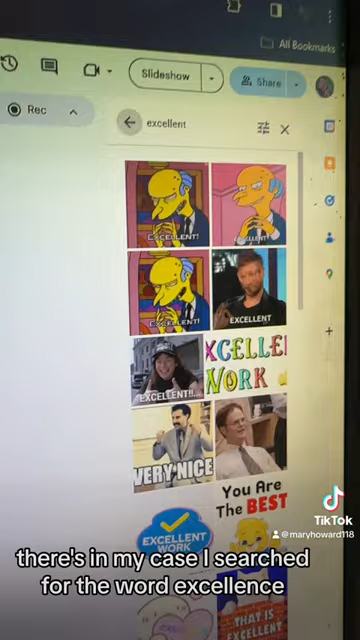 All Bookmarks
Slideshow
Share
Rec
excellent
EXCELLENT!
EXCELLENT!
EXCELLENT!
EXCELLENT
EXCELLENT!!
XCELLE
WORK
VERY NICE
You Are
The BEST
EXCELLENT
WORK
THAT IS
EXCELLENT
TikTok
@maryhoward118
there's in my case I searched
for the word excellence